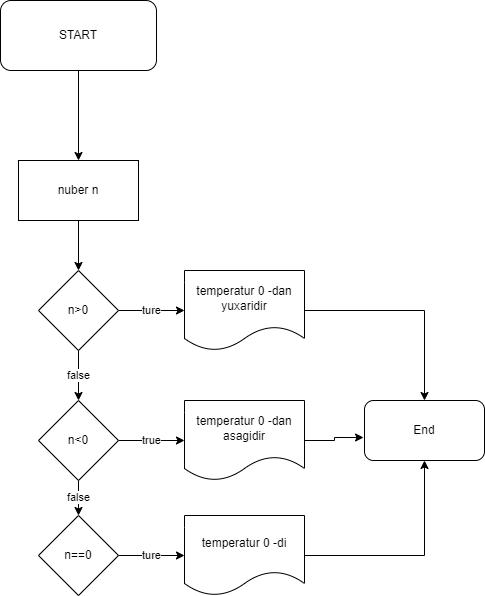 START
nuber n
n>0
ture
temperatur 0 -dan
yuxaridir
false
n<0
true
temperatur 0 -dan
asagidir
End
false
n==0
ture
temperatur 0 -di